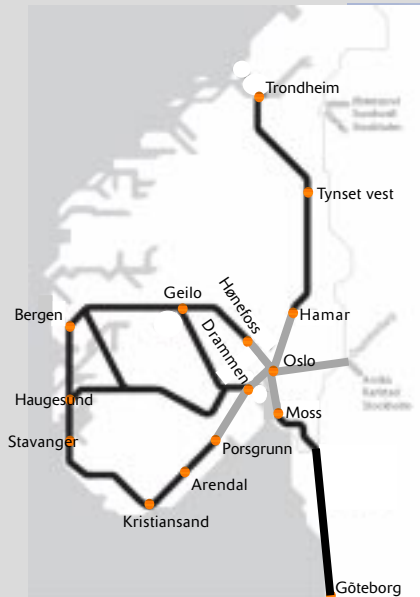 Trondheim
Tynset vest
Geilo
Hønefoss
Bergen
Hamar
Drammen
Oslo
Haugesund
Moss
Stavanger
Porsgrunn
Arendal
Kristiansand
Göteborg